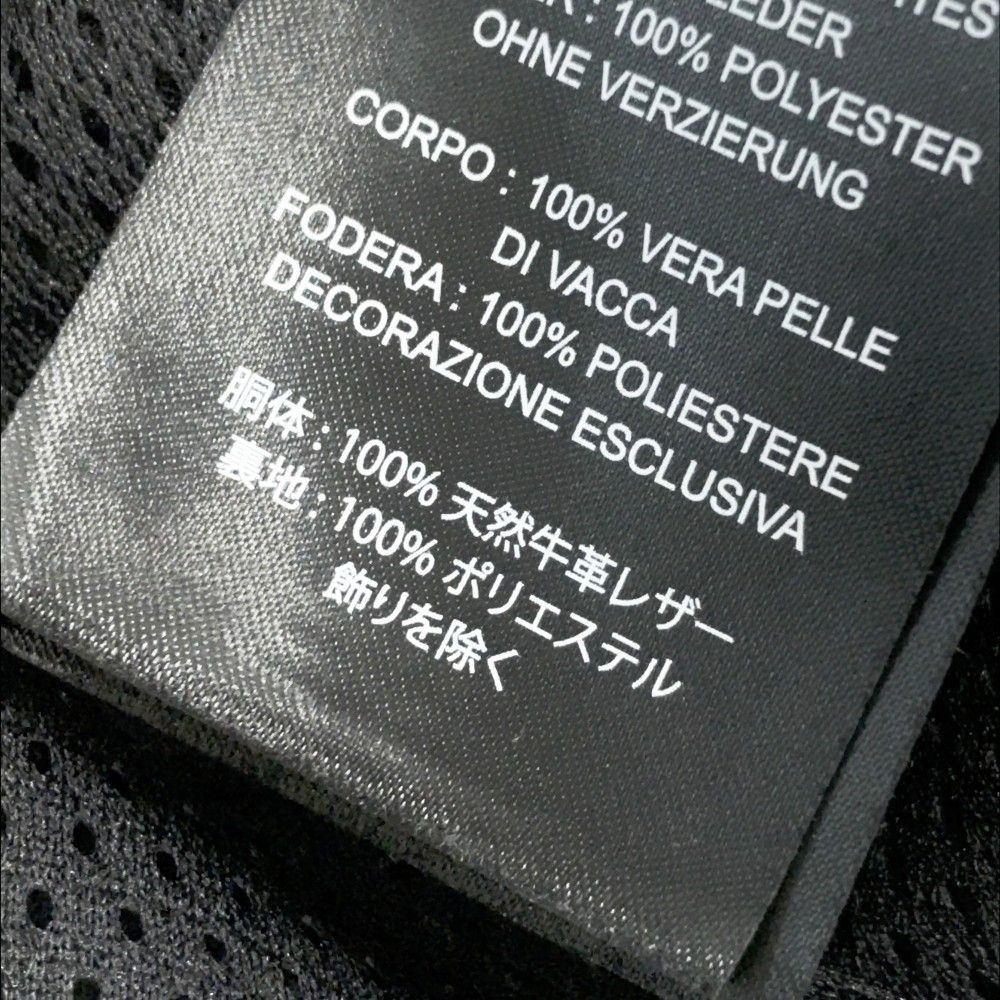 LEDER
: 100% POLYESTER
OHNE VERZIERUNG
CORPO : 100% VERA PELLE
DI VACCA
FODERA : 100% POLIESTERE
DECORAZIONE ESCLUSIVA
胴体 : 100% 天然牛革レザー
裏地 : 100% ポリエステル
飾りを除く